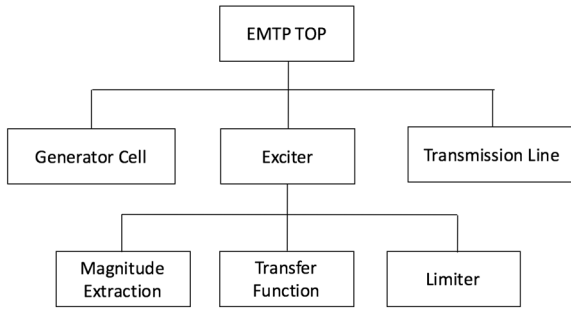 EMTP TOP
Generator Cell
Exciter
Transmission Line
Magnitude
Extraction
Transfer
Function
Limiter